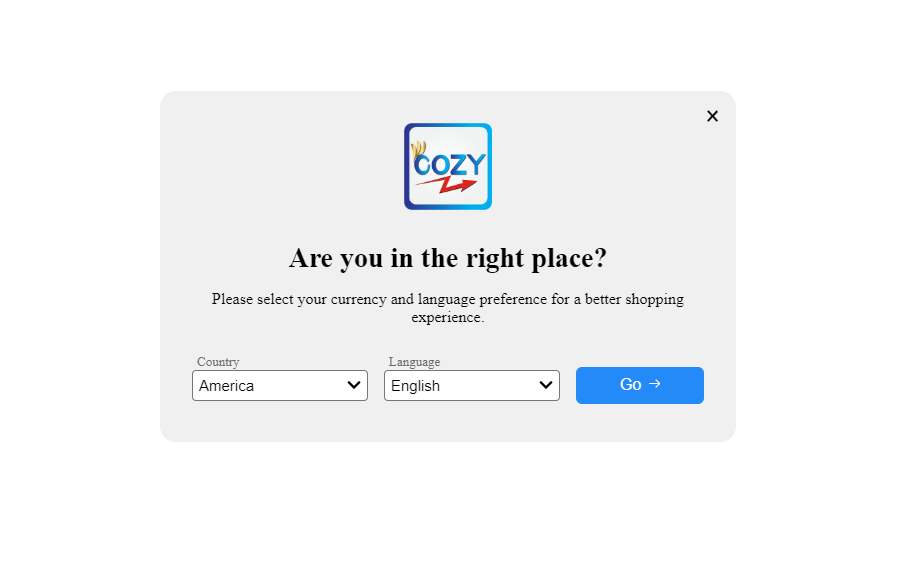 COZY
Are you in the right place?
Please select your currency and language preference for a better shopping
experience.
Country
Language
America
English
Go →